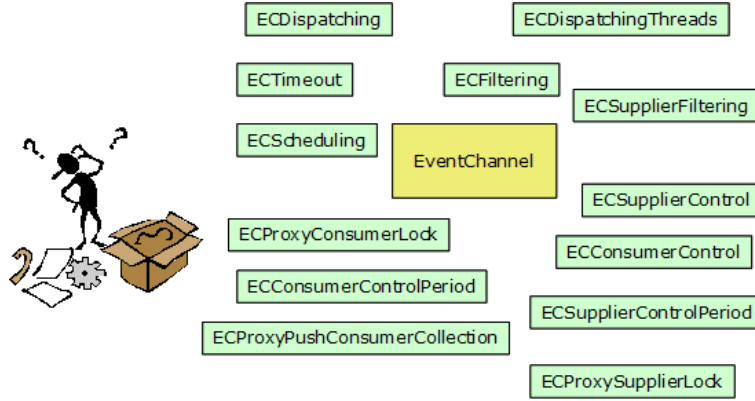 ECDispatching
ECDispatchingThreads
ECTimeout
ECFiltering
ECSupplierFiltering
ECScheduling
EventChannel
ECSupplierControl
ECProxyConsumerLock
ECConsumerControl
ECConsumerControlPeriod
ECSupplierControlPeriod
ECProxyPushConsumerCollection
ECProxySupplierLock